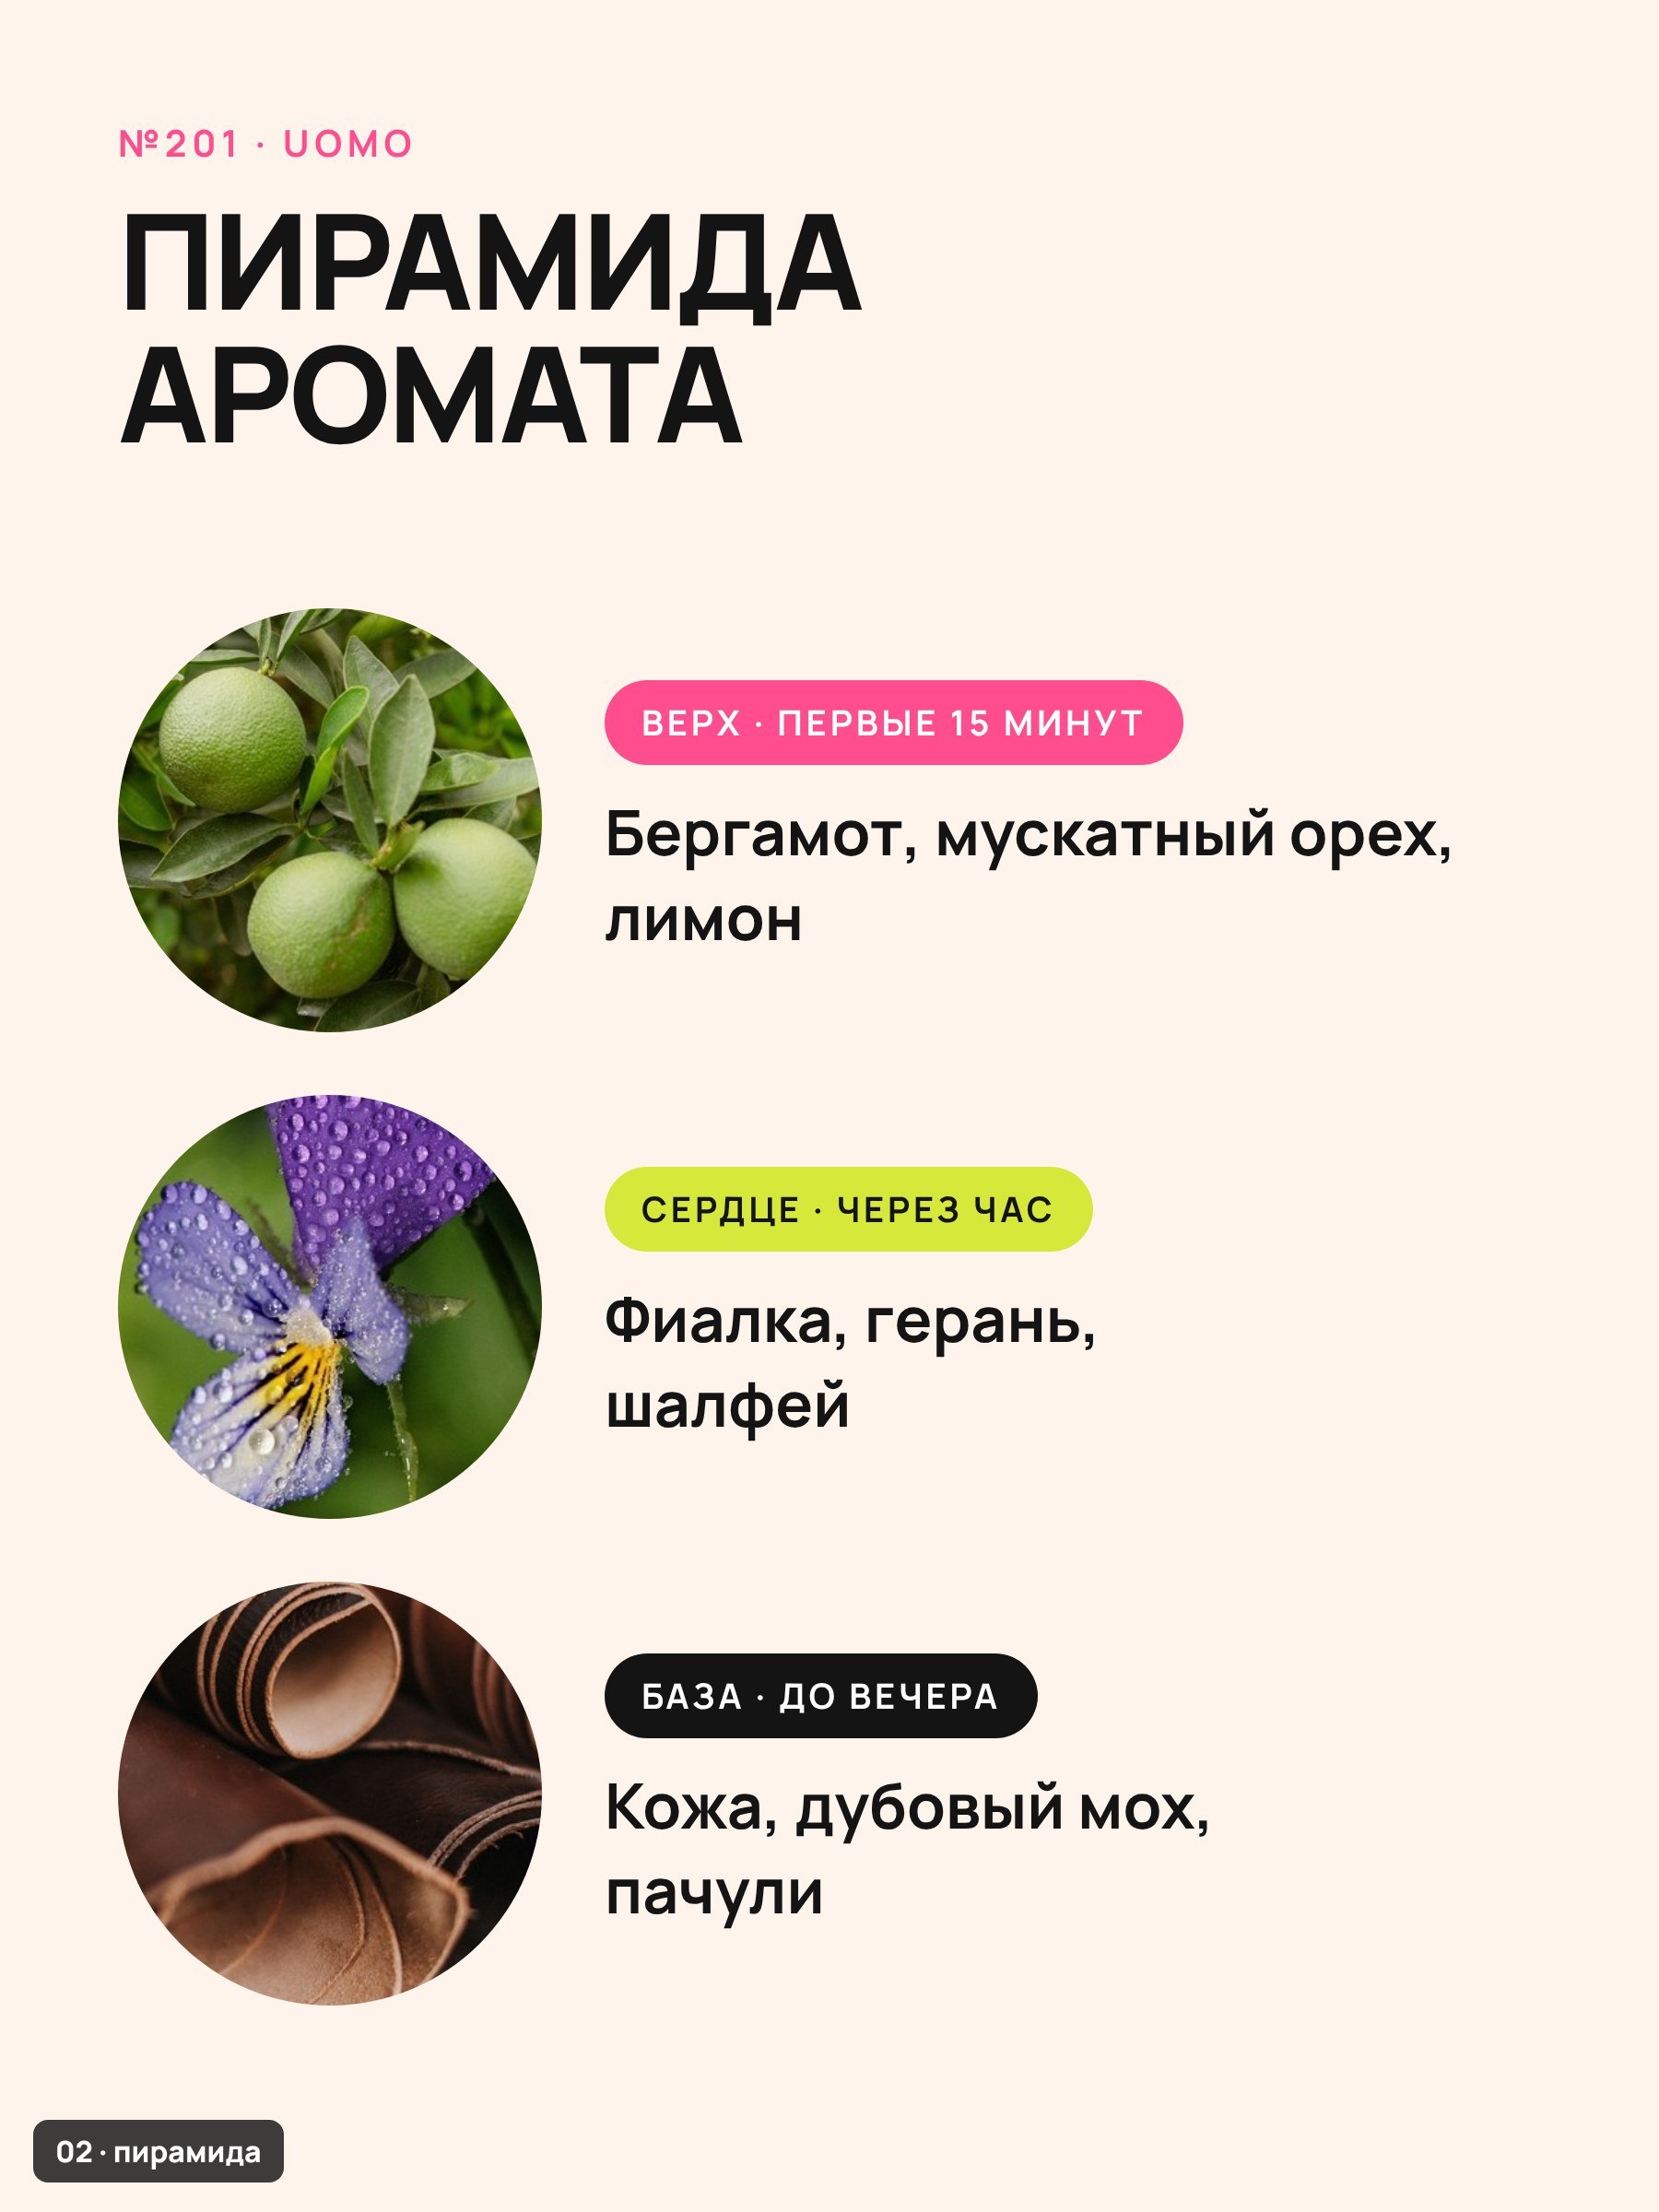 №201 · UOMO
ПИРАМИДА
АРОМАТА
ВЕРХ · ПЕРВЫЕ 15 МИНУТ
Бергамот, мускатный орех,
лимон
СЕРДЦЕ · ЧЕРЕЗ ЧАС
Фиалка, герань,
шалфей
БАЗА · ДО ВЕЧЕРА
Кожа, дубовый мох,
пачули
02 · пирамида